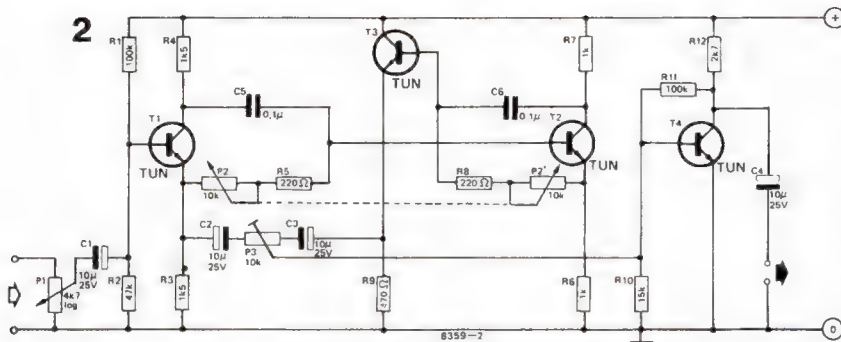 2
R1
100k
R4
1k5
T3
TUN
R7
1k
R12
2k7
+
R11
100k
C5
0,1µ
C6
0,1µ
T1
TUN
T2
TUN
T4
TUN
P2
10k
R5
220Ω
R8
220Ω
P2'
10k
C4
10µ
25V
C2
10µ
25V
P3
10k
C3
10µ
25V
C1
10µ
25V
P1
4k7
log
R2
47k
R3
1k5
R9
470Ω
R6
1k
R10
15k
8359-2
0